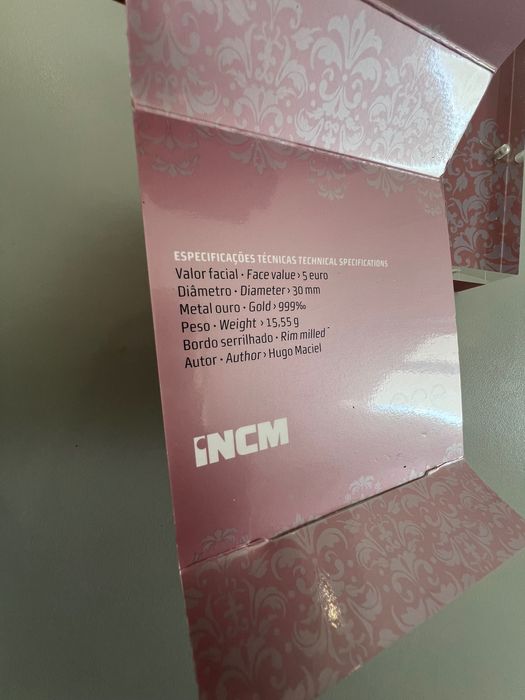 ESPECIFICAÇÕES TÉCNICAS TECHNICAL SPECIFICATIONS
Valor facial · Face value › 5 euro
Diâmetro · Diameter › 30 mm
Metal ouro · Gold › 999‰
Peso · Weight › 15,55 g
Bordo serrilhado · Rim milled
Autor · Author › Hugo Maciel
iNCM